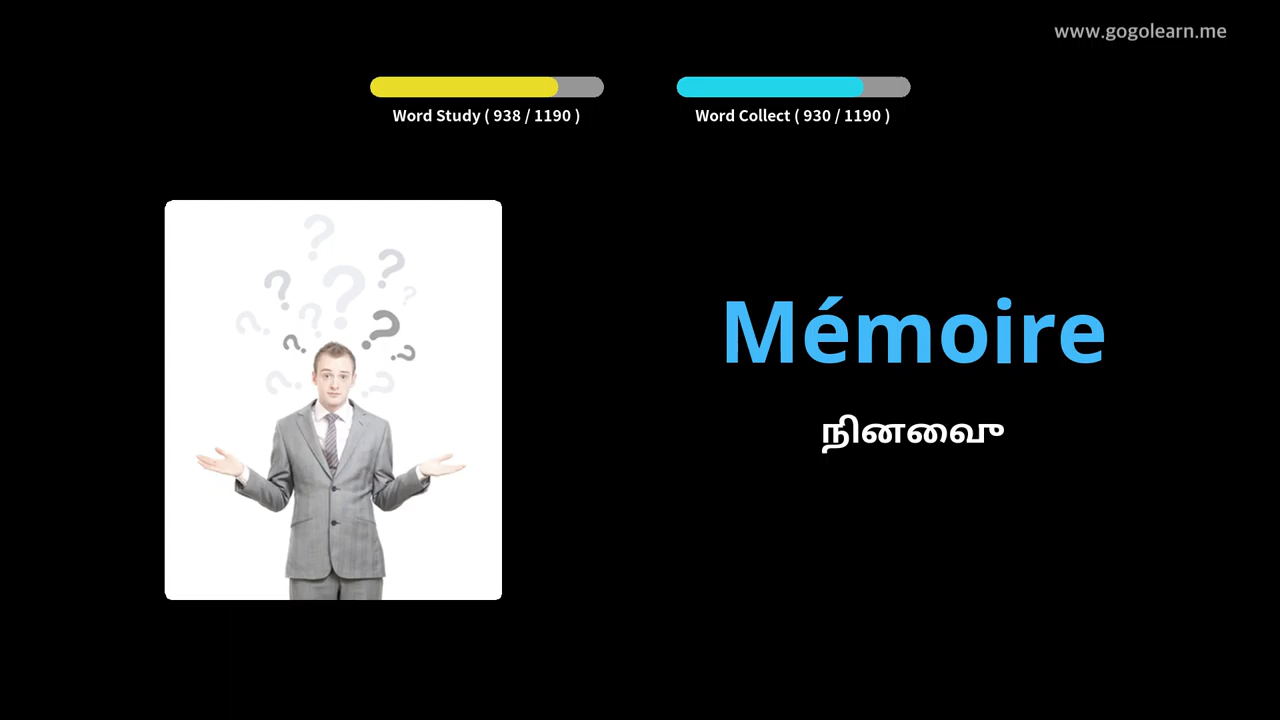 www.gogolearn.me
Word Study ( 938 / 1190 )
Word Collect ( 930 / 1190 )
Mémoire
நினைவு